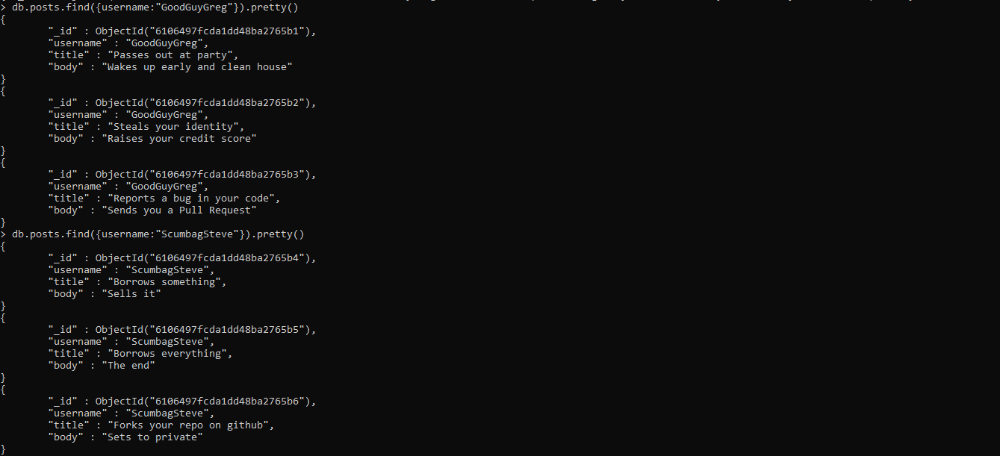 > db.posts.find({username:"GoodGuyGreg"}).pretty()
{
        "_id" : ObjectId("6106497fcda1dd48ba2765b1"),
        "username" : "GoodGuyGreg",
        "title" : "Passes out at party",
        "body" : "Wakes up early and clean house"
}
{
        "_id" : ObjectId("6106497fcda1dd48ba2765b2"),
        "username" : "GoodGuyGreg",
        "title" : "Steals your identity",
        "body" : "Raises your credit score"
}
{
        "_id" : ObjectId("6106497fcda1dd48ba2765b3"),
        "username" : "GoodGuyGreg",
        "title" : "Reports a bug in your code",
        "body" : "Sends you a Pull Request"
}
> db.posts.find({username:"ScumbagSteve"}).pretty()
{
        "_id" : ObjectId("6106497fcda1dd48ba2765b4"),
        "username" : "ScumbagSteve",
        "title" : "Borrows something",
        "body" : "Sells it"
}
{
        "_id" : ObjectId("6106497fcda1dd48ba2765b5"),
        "username" : "ScumbagSteve",
        "title" : "Borrows everything",
        "body" : "The end"
}
{
        "_id" : ObjectId("6106497fcda1dd48ba2765b6"),
        "username" : "ScumbagSteve",
        "title" : "Forks your repo on github",
        "body" : "Sets to private"
}